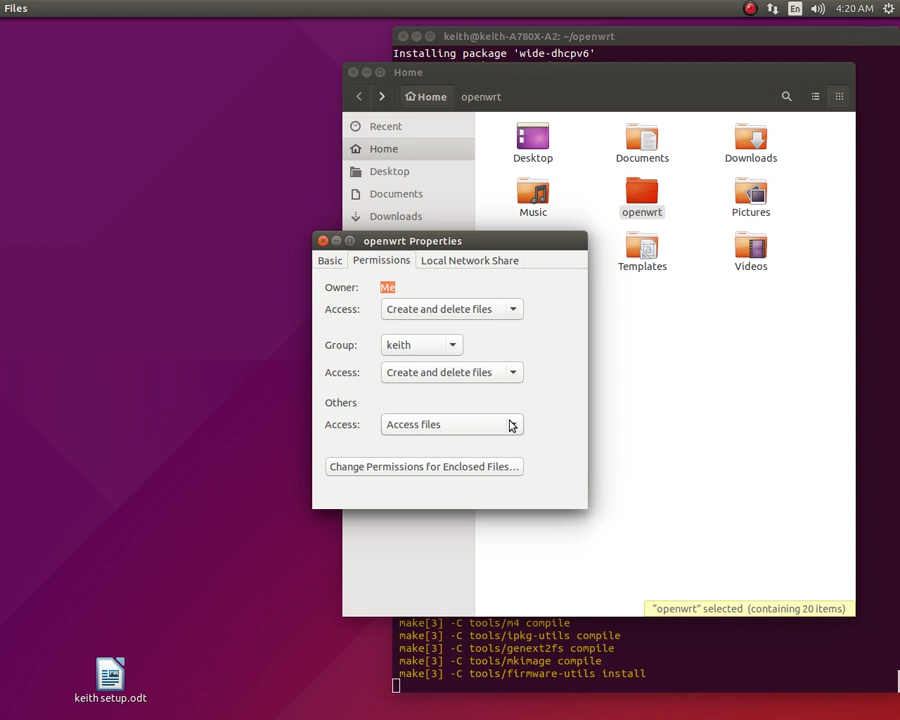 Files
En
4:20 AM
keith@keith-A780X-A2: ~/openwrt
Installing package 'wide-dhcpv6'
Home
Home
openwrt
Recent
Home
Desktop
Documents
Downloads
Desktop
Documents
Downloads
Music
openwrt
Pictures
Templates
Videos
openwrt Properties
Basic
Permissions
Local Network Share
Owner:
Me
Access:
Create and delete files
Group:
keith
Access:
Create and delete files
Others
Access:
Access files
Change Permissions for Enclosed Files...
"openwrt" selected (containing 20 items)
make[3] -C tools/m4 compile
make[3] -C tools/ipkg-utils compile
make[3] -C tools/genext2fs compile
make[3] -C tools/mkimage compile
make[3] -C tools/firmware-utils install
keith setup.odt